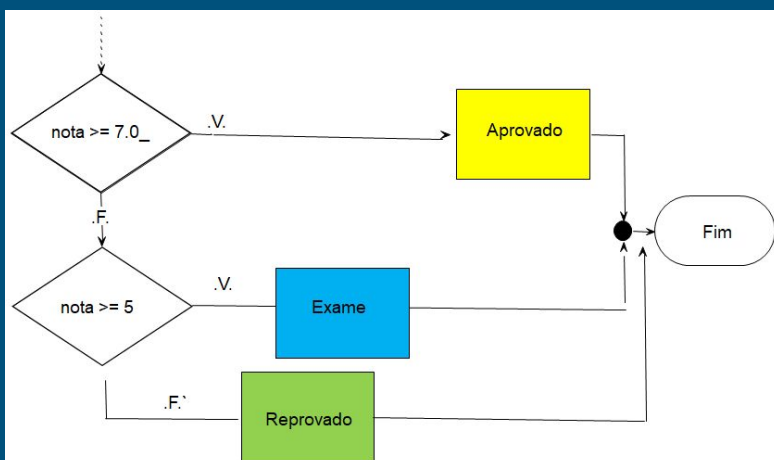 nota >= 7.0_
.V.
Aprovado
.F.
Fim
nota >= 5
.V.
Exame
.F.`
Reprovado